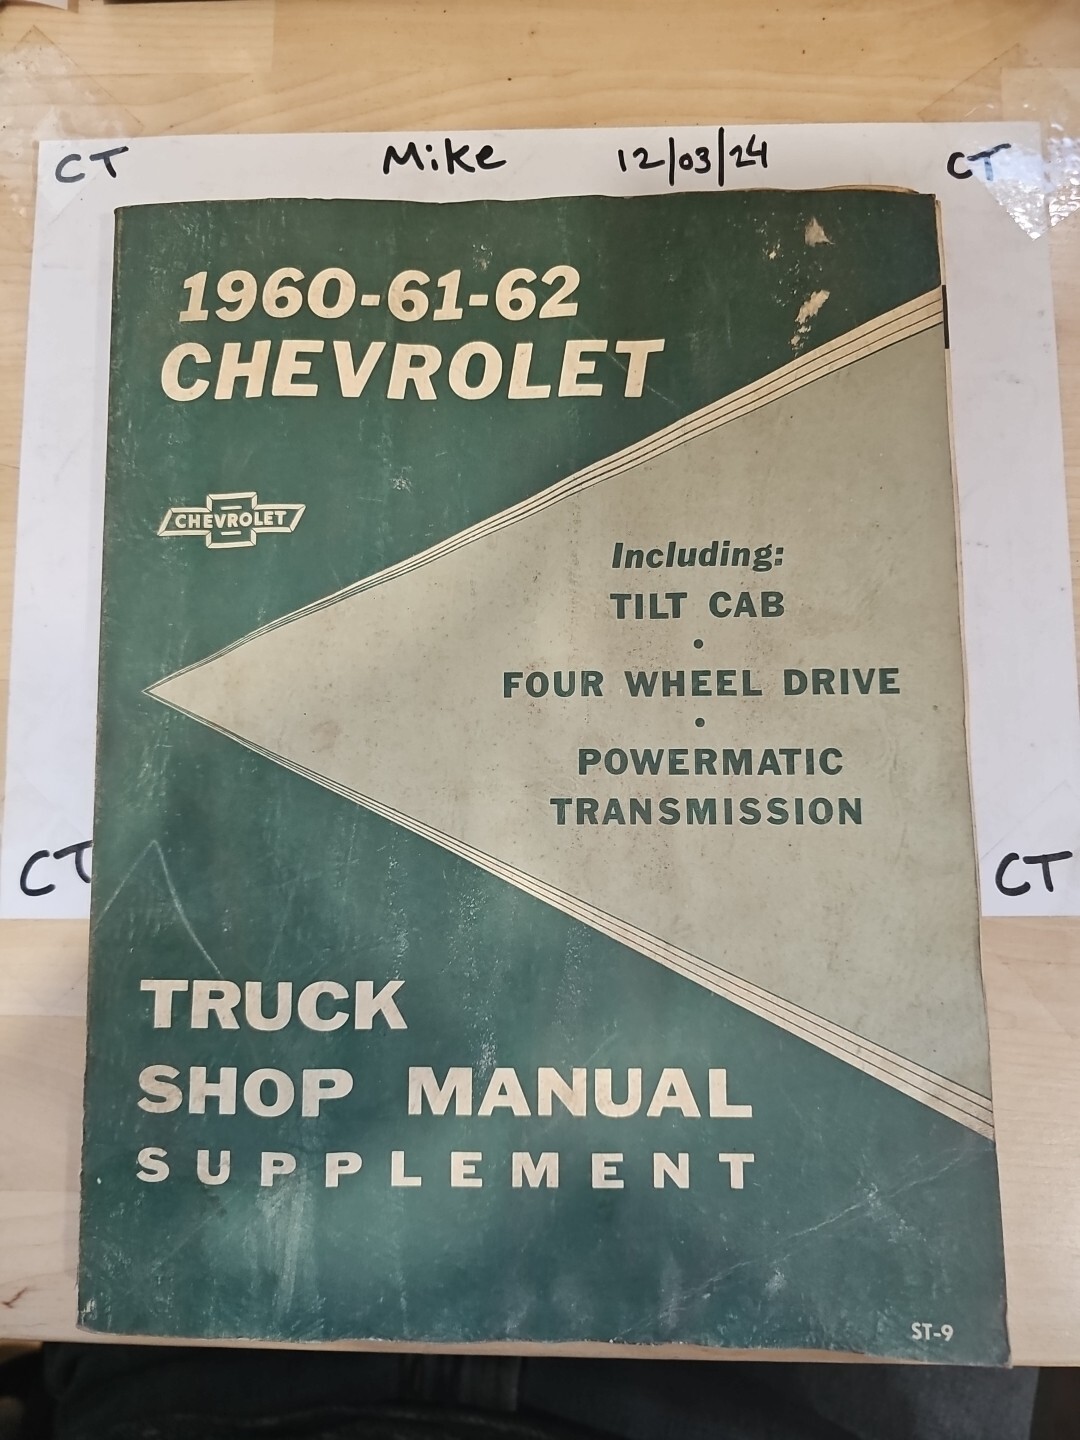 CT Mike 12/03/24 CT
1960-61-62
CHEVROLET
CHEVROLET
Including:
TILT CAB
•
FOUR WHEEL DRIVE
•
POWERMATIC
TRANSMISSION
CT CT
TRUCK
SHOP MANUAL
SUPPLEMENT
ST-9